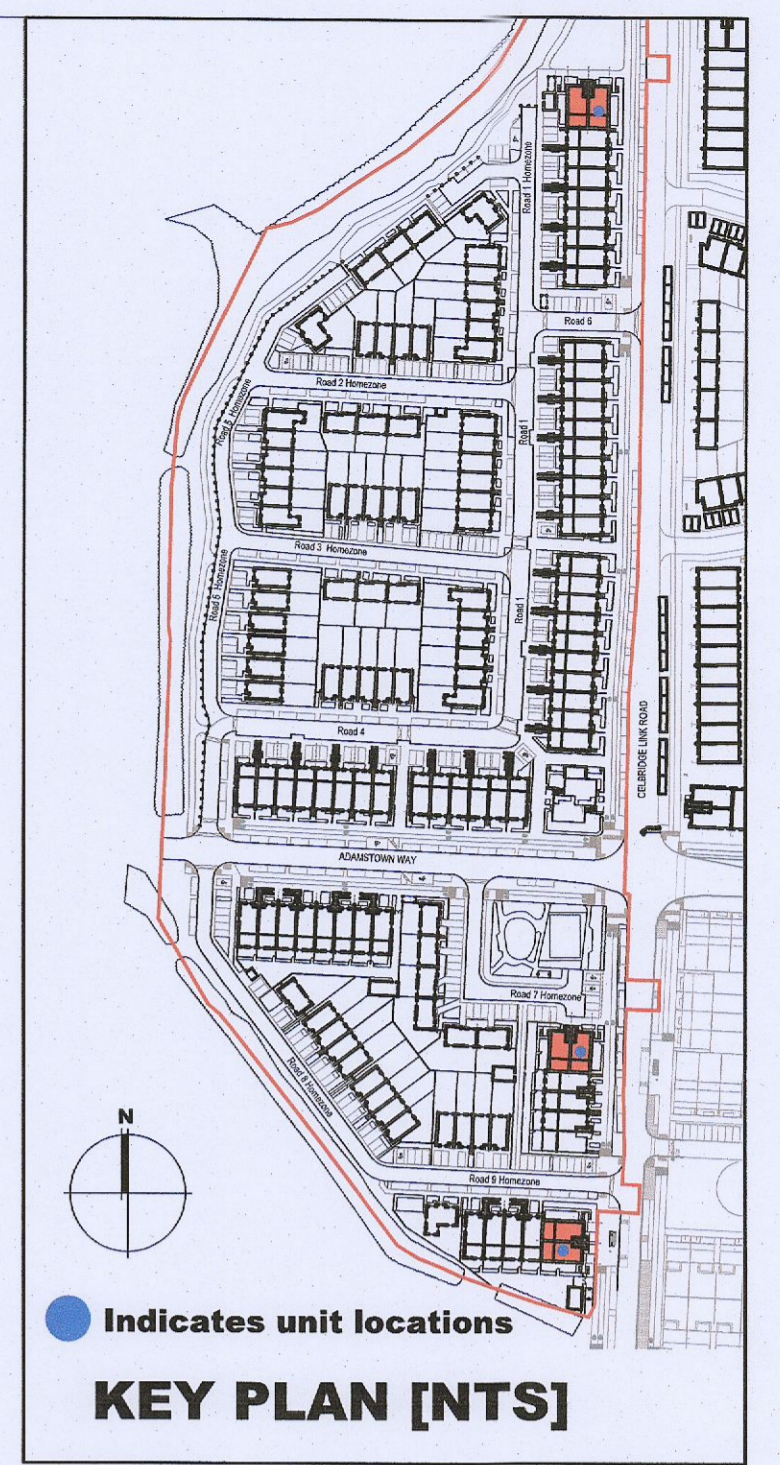 Road 1 Homezone
Road 6
Road 2 Homezone
Road 5 Homezone
Road 1
Road 3 Homezone
Road 5 Homezone
Road 1
Road 4
CELBRIDGE LINK ROAD
ADAMSTOWN WAY
Road 7 Homezone
Road 8 Homezone
Road 9 Homezone
N
Indicates unit locations
KEY PLAN [NTS]